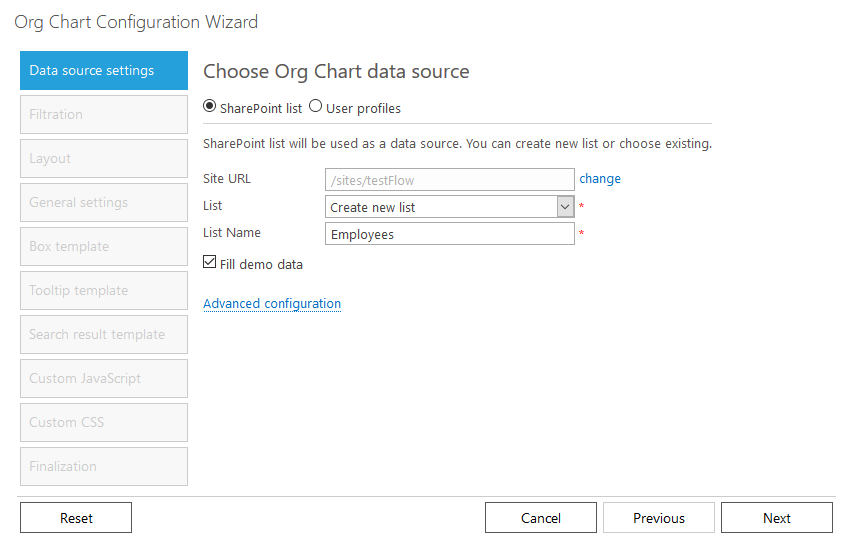 Org Chart Configuration Wizard
Data source settings
Filtration
Layout
General settings
Box template
Tooltip template
Search result template
Custom JavaScript
Custom CSS
Finalization
Choose Org Chart data source
SharePoint list User profiles
SharePoint list will be used as a data source. You can create new list or choose existing.
Site URL /sites/testFlow change
List Create new list *
List Name Employees *
Fill demo data
Advanced configuration
Reset Cancel Previous Next